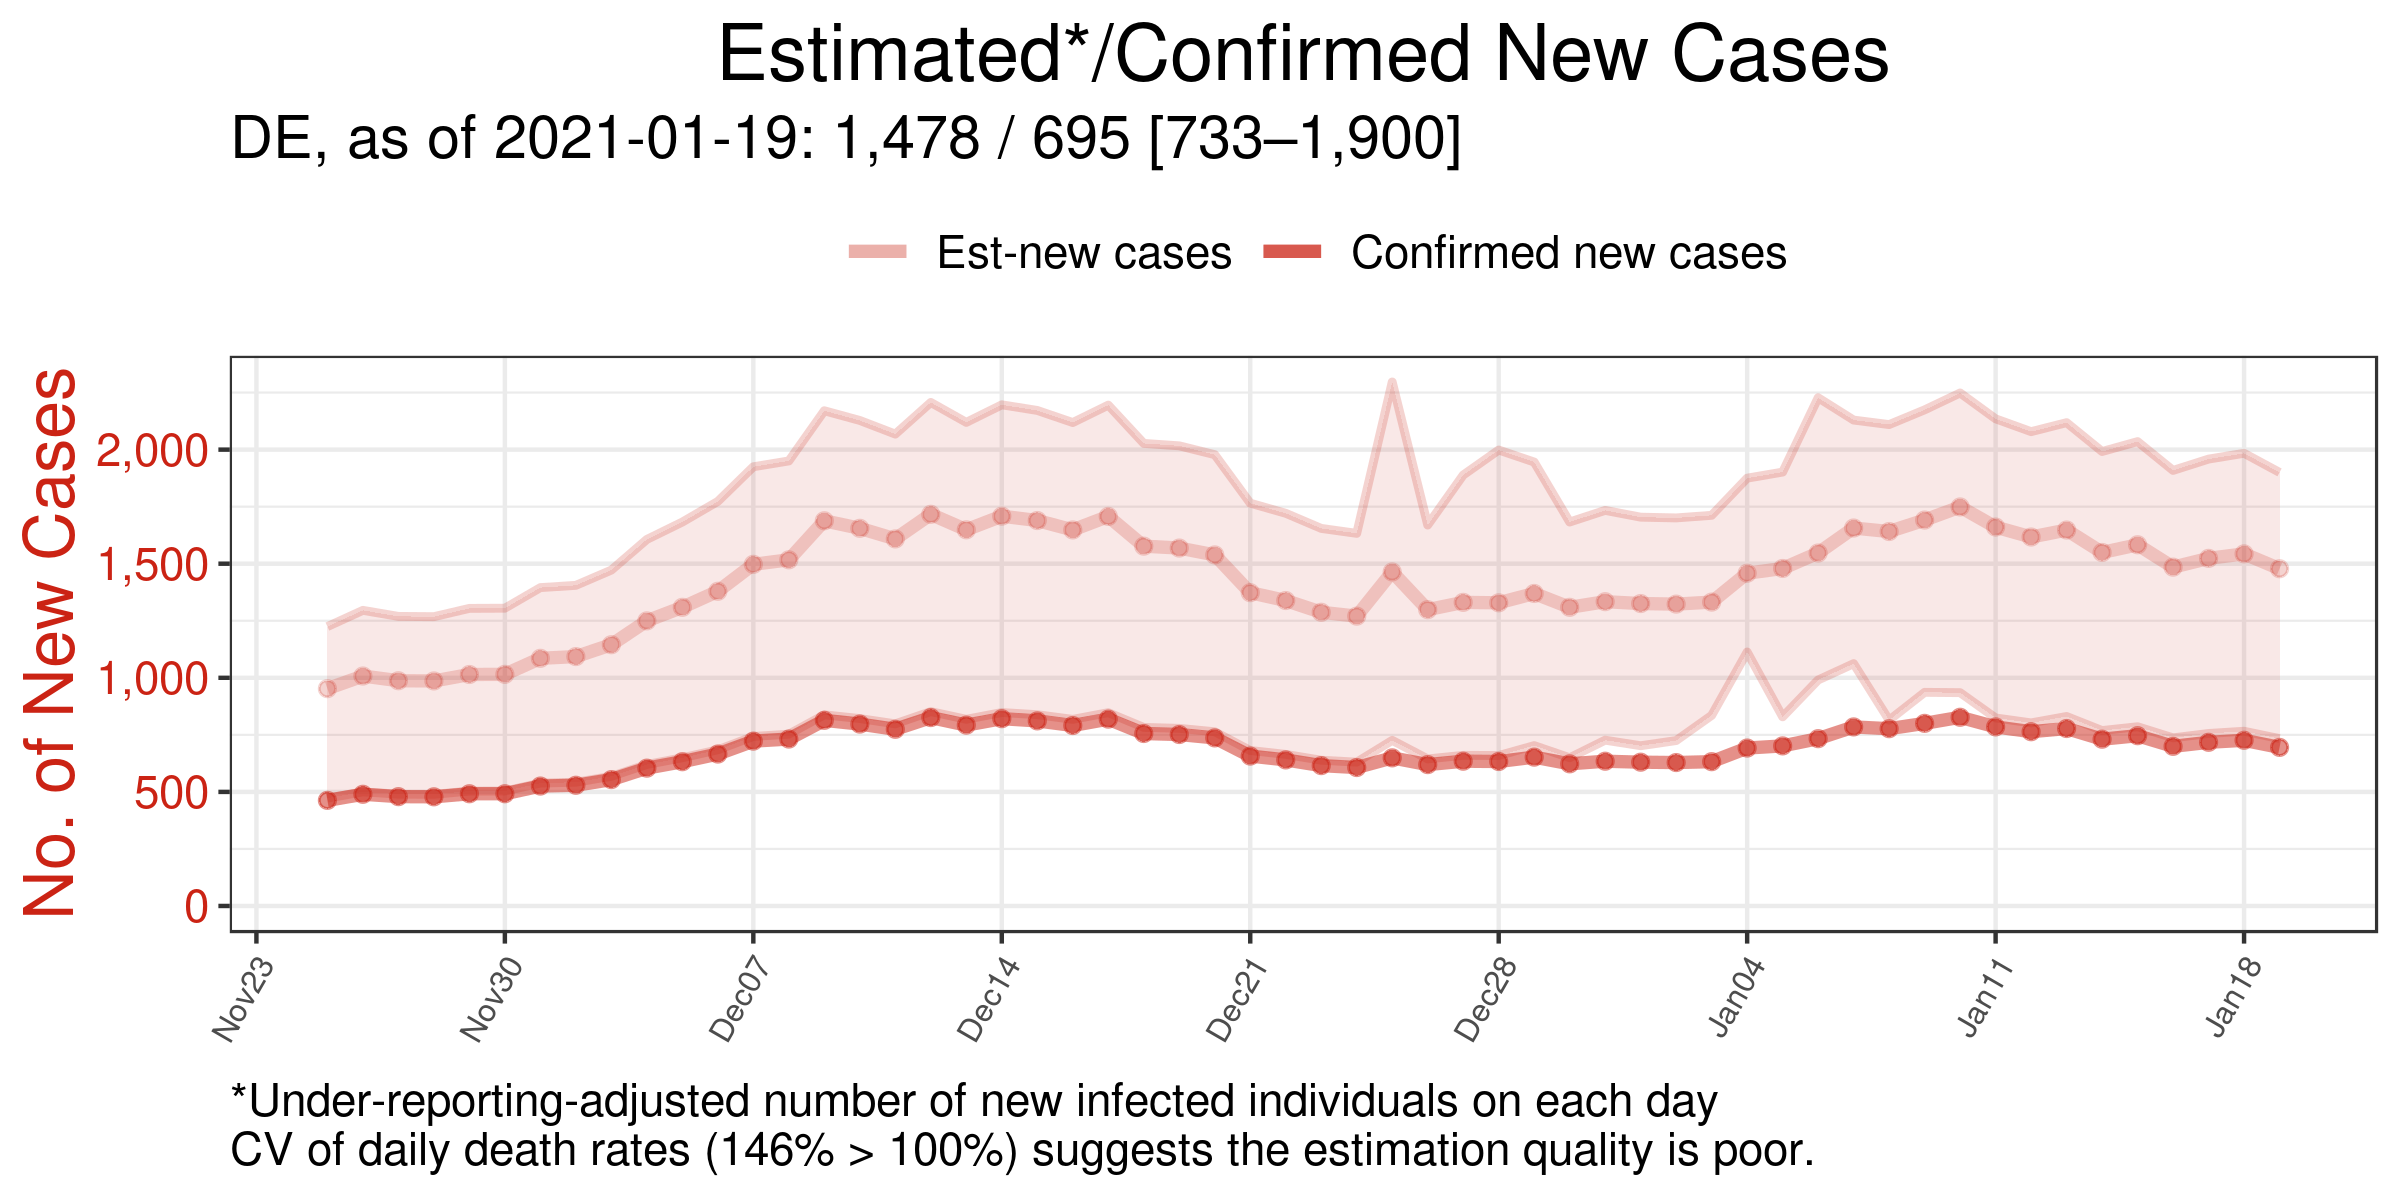 Estimated*/Confirmed New Cases
DE, as of 2021-01-19: 1,478 / 695 [733–1,900]
Est-new cases
Confirmed new cases
No. of New Cases
2,000
1,500
1,000
500
0
Nov23
Nov30
Dec07
Dec14
Dec21
Dec28
Jan04
Jan11
Jan18
*Under-reporting-adjusted number of new infected individuals on each day
CV of daily death rates (146% > 100%) suggests the estimation quality is poor.